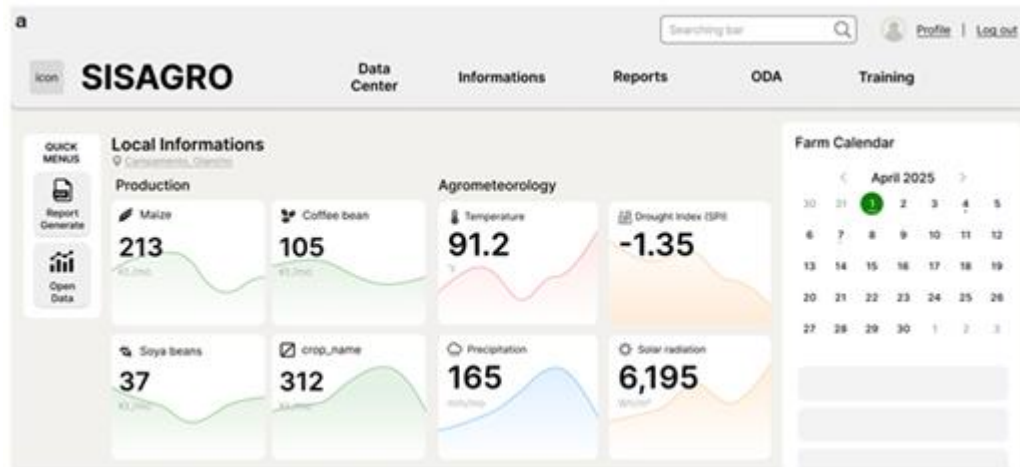 a
Searching bar
Profile | Log out
icon
SISAGRO
Data
Center
Informations
Reports
ODA
Training
QUICK
MENUS
Report
Generate
Open
Data
Local Informations
Production
Maize
213
Coffee bean
105
Soya beans
37
crop_name
312
Agrometeorology
Temperature
91.2
Drought Index (SPI)
-1.35
Precipitation
165
mm/mo
Solar radiation
6,195
Wh/m²
Farm Calendar
< April 2025 >
30 31 1 2 3 4 5
6 7 8 9 10 11 12
13 14 15 16 17 18 19
20 21 22 23 24 25 26
27 28 29 30 1 2 3